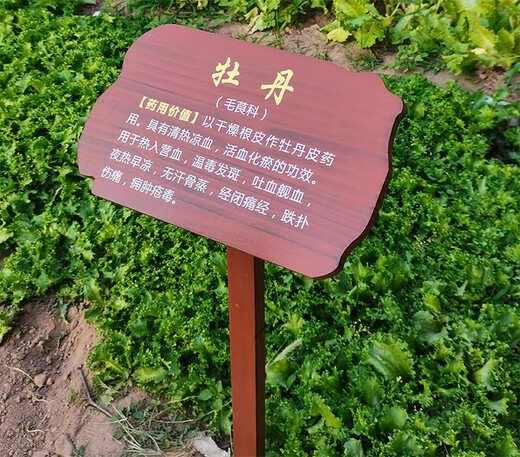 牡丹
（毛茛科）
【药用价值】以干燥根皮作牡丹皮药
用。具有清热凉血，活血化瘀的功效。
用于热入营血，温毒发斑，吐血觑血，
夜热早凉，无汗骨蒸，经闭痛经，跌扑
伤痛，痈肿疮毒。